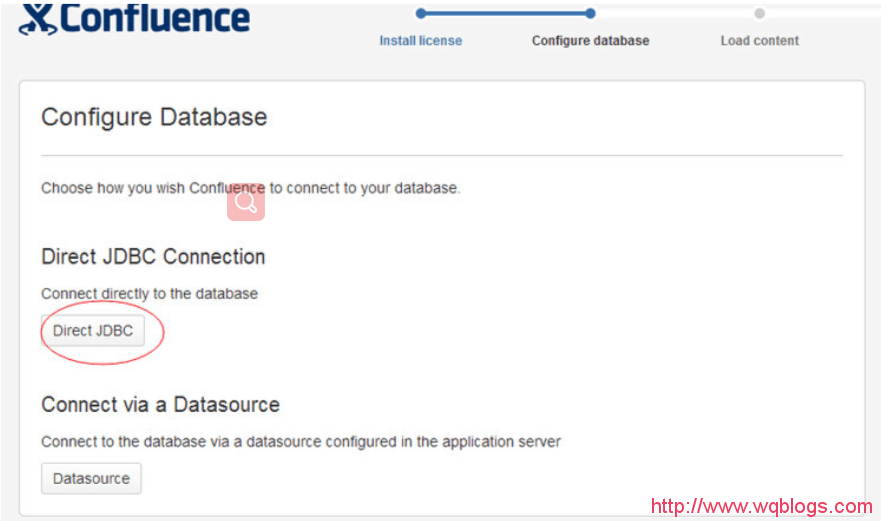 Confluence
Install license
Configure database
Load content
Configure Database
Choose how you wish Confluence to connect to your database.
Direct JDBC Connection
Connect directly to the database
Direct JDBC
Connect via a Datasource
Connect to the database via a datasource configured in the application server
Datasource
http://www.wqblogs.com